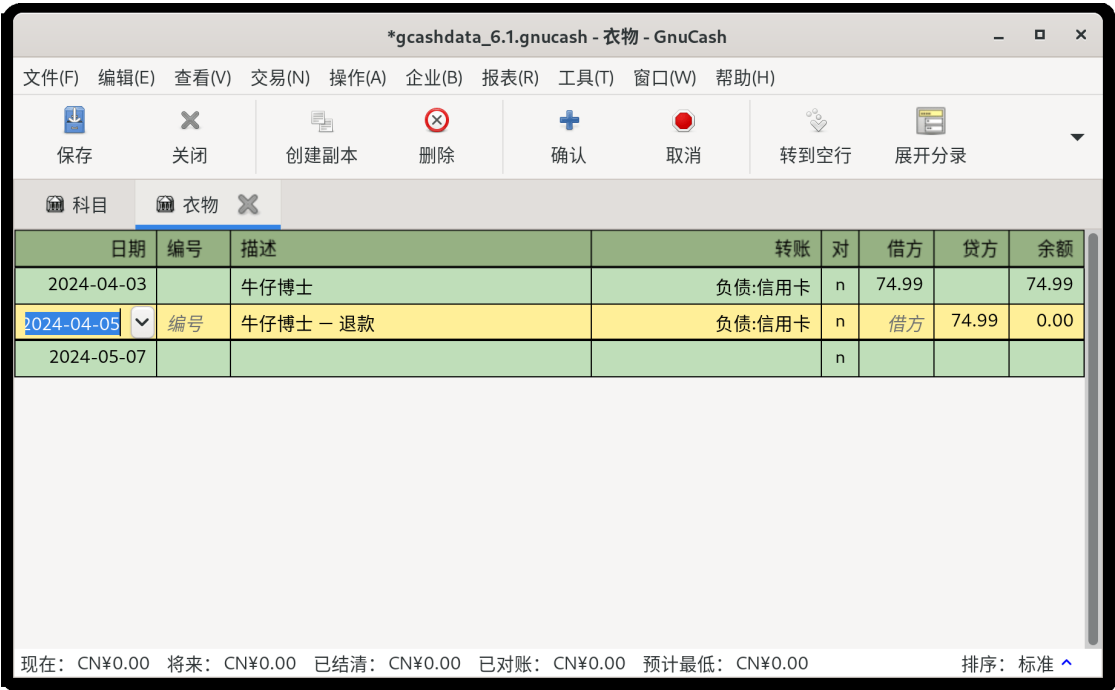 *gcashdata_6.1.gnucash - 衣物 - GnuCash
文件(F) 编辑(E) 查看(V) 交易(N) 操作(A) 企业(B) 报表(R) 工具(T) 窗口(W) 帮助(H)
保存 关闭 创建副本 删除 确认 取消 转到空行 展开分录
科目 衣物
日期 编号 描述 转账 对 借方 贷方 余额
2024-04-03 牛仔博士 负债:信用卡 n 74.99 74.99
2024-04-05 编号 牛仔博士 — 退款 负债:信用卡 n 借方 74.99 0.00
2024-05-07 n
现在: CN¥0.00 将来: CN¥0.00 已结清: CN¥0.00 已对账: CN¥0.00 预计最低: CN¥0.00 排序: 标准